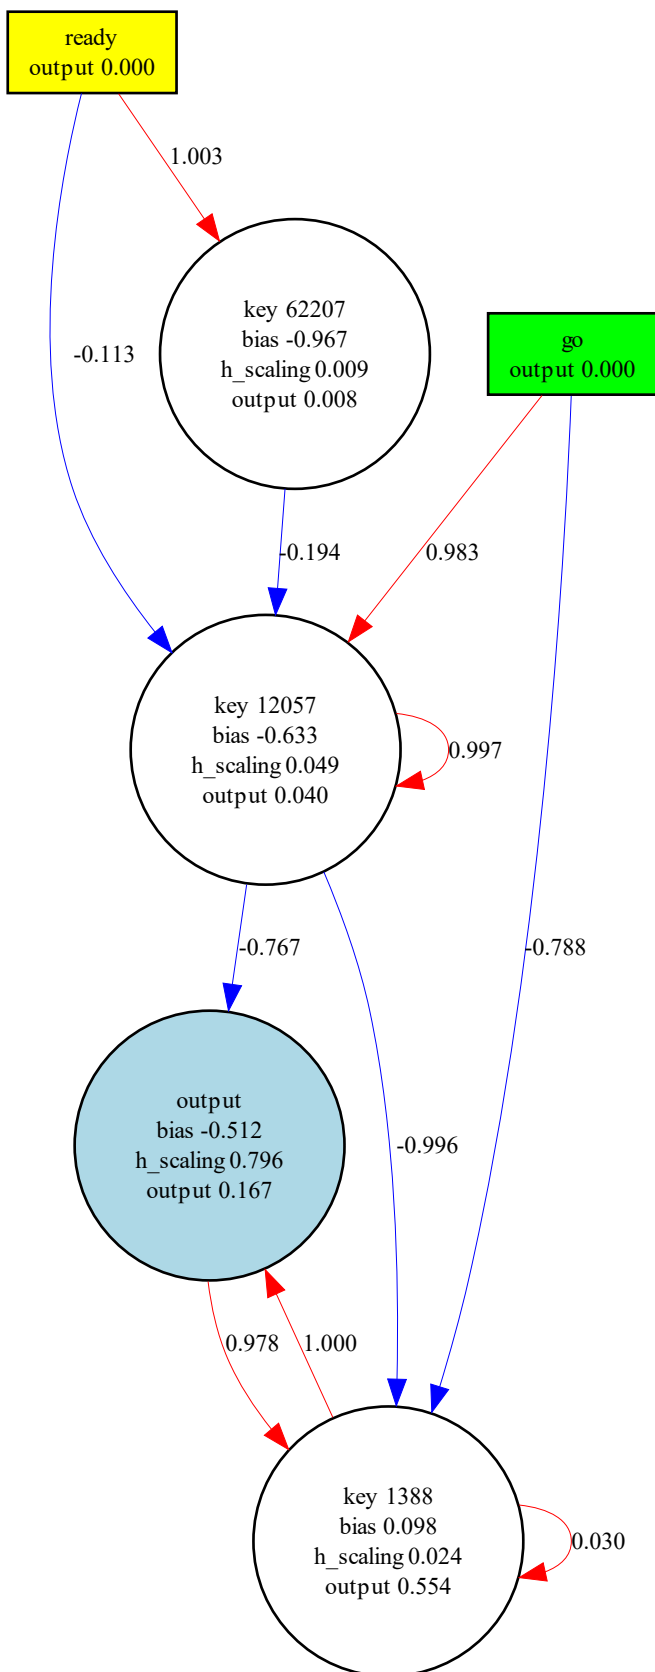 ready
output 0.000
1.003
-0.113
key 62207
bias -0.967
h_scaling 0.009
output 0.008
go
output 0.000
-0.194
0.983
key 12057
bias -0.633
h_scaling 0.049
output 0.040
0.997
-0.767
-0.788
output
bias -0.512
h_scaling 0.796
output 0.167
-0.996
0.978
1.000
key 1388
bias 0.098
h_scaling 0.024
output 0.554
0.030